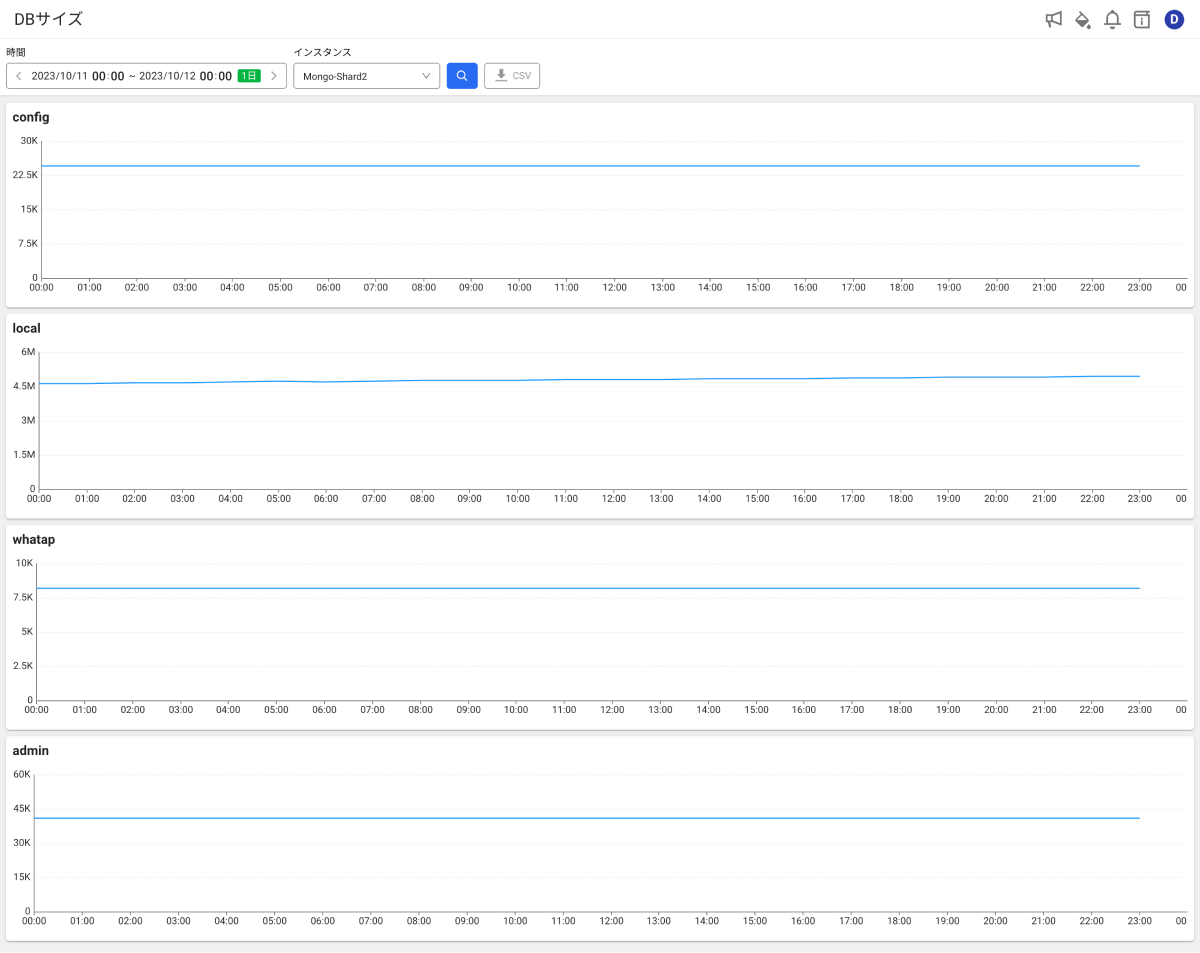 DBサイズ
D
時間
インスタンス
2023/10/11 00:00 ~ 2023/10/12 00:00 1日
Mongo-Shard2
CSV
config
30K
22.5K
15K
7.5K
0
00:00 01:00 02:00 03:00 04:00 05:00 06:00 07:00 08:00 09:00 10:00 11:00 12:00 13:00 14:00 15:00 16:00 17:00 18:00 19:00 20:00 21:00 22:00 23:00 00
local
6M
4.5M
3M
1.5M
0
00:00 01:00 02:00 03:00 04:00 05:00 06:00 07:00 08:00 09:00 10:00 11:00 12:00 13:00 14:00 15:00 16:00 17:00 18:00 19:00 20:00 21:00 22:00 23:00 00
whatap
10K
7.5K
5K
2.5K
0
00:00 01:00 02:00 03:00 04:00 05:00 06:00 07:00 08:00 09:00 10:00 11:00 12:00 13:00 14:00 15:00 16:00 17:00 18:00 19:00 20:00 21:00 22:00 23:00 00
admin
60K
45K
30K
15K
0
00:00 01:00 02:00 03:00 04:00 05:00 06:00 07:00 08:00 09:00 10:00 11:00 12:00 13:00 14:00 15:00 16:00 17:00 18:00 19:00 20:00 21:00 22:00 23:00 00